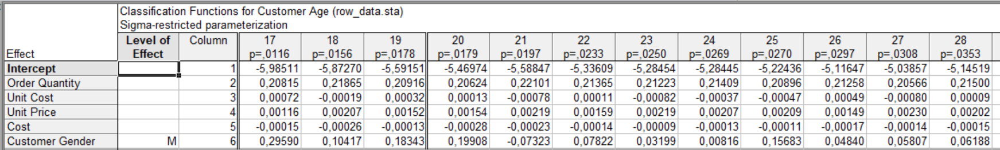 Classification Functions for Customer Age (row_data.sta)
Sigma-restricted parameterization
Effect Level of Effect Column 17 p=,0116 18 p=,0156 19 p=,0178 20 p=,0179 21 p=,0197 22 p=,0233 23 p=,0250 24 p=,0269 25 p=,0270 26 p=,0297 27 p=,0308 28 p=,0353
Intercept 1 -5,98511 -5,87270 -5,59151 -5,46974 -5,58847 -5,33609 -5,28454 -5,28445 -5,22436 -5,11647 -5,03857 -5,14519
Order Quantity 2 0,20815 0,21865 0,20916 0,20624 0,22101 0,21365 0,21223 0,21409 0,20896 0,21258 0,20566 0,21500
Unit Cost 3 0,00072 -0,00019 0,00032 0,00013 -0,00078 0,00011 -0,00082 -0,00037 -0,00047 0,00049 -0,00080 0,00009
Unit Price 4 0,00116 0,00207 0,00152 0,00154 0,00219 0,00159 0,00219 0,00207 0,00209 0,00149 0,00230 0,00202
Cost 5 -0,00015 -0,00026 -0,00013 -0,00028 -0,00023 -0,00014 -0,00009 -0,00013 -0,00011 -0,00017 -0,00014 -0,00015
Customer Gender M 6 0,29590 0,10417 0,18343 0,19908 -0,07323 0,07822 0,03199 0,00816 0,15683 0,04840 0,05807 0,06188